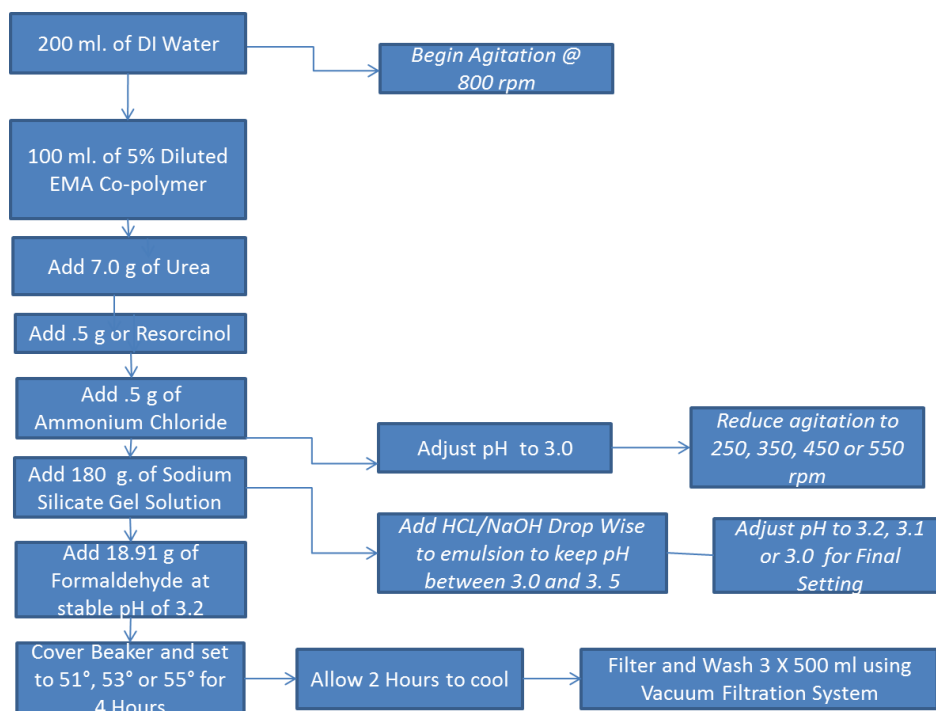 200 ml. of DI Water
Begin Agitation @
800 rpm
100 ml. of 5% Diluted
EMA Co-polymer
Add 7.0 g of Urea
Add .5 g or Resorcinol
Add .5 g of
Ammonium Chloride
Adjust pH to 3.0
Reduce agitation to
250, 350, 450 or 550
rpm
Add 180 g. of Sodium
Silicate Gel Solution
Add HCL/NaOH Drop Wise
to emulsion to keep pH
between 3.0 and 3. 5
Adjust pH to 3.2, 3.1
or 3.0 for Final
Setting
Add 18.91 g of
Formaldehyde at
stable pH of 3.2
Cover Beaker and set
to 51°, 53° or 55° for
4 Hours
Allow 2 Hours to cool
Filter and Wash 3 X 500 ml using
Vacuum Filtration System